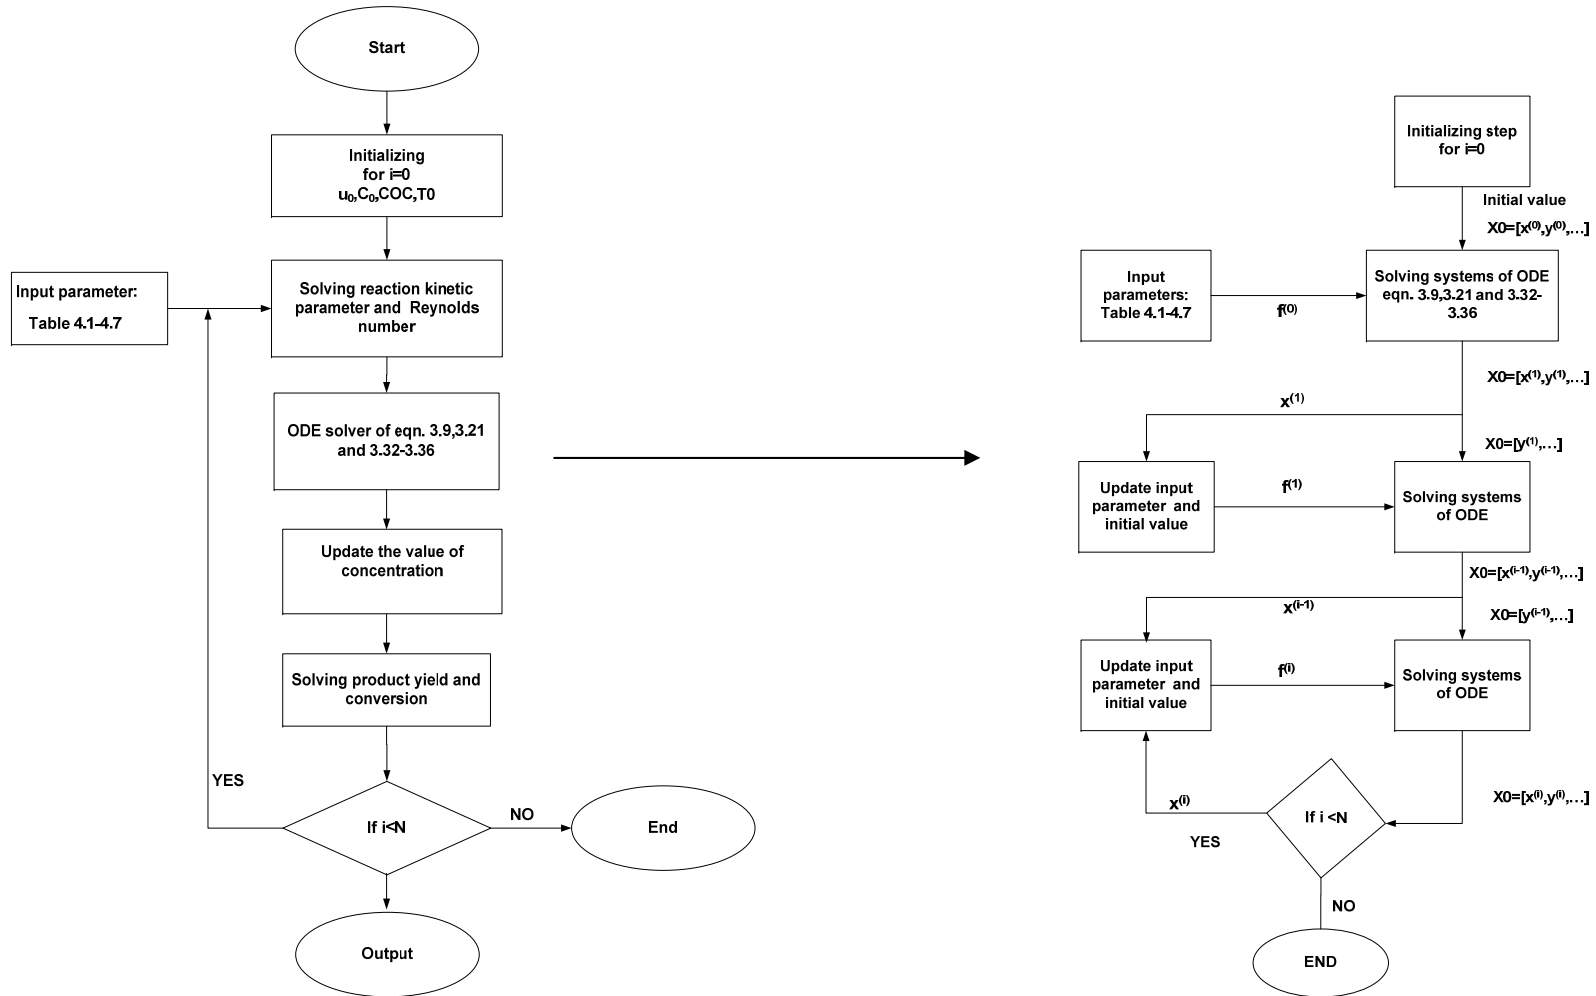 Start
Initializing
for i=0
u₀,C₀,COC,T0
Input parameter:
Table 4.1-4.7
Solving reaction kinetic
parameter and Reynolds
number
ODE solver of eqn. 3.9,3.21
and 3.32-3.36
Update the value of
concentration
Solving product yield and
conversion
YES
If i<N
NO
End
Output
Initializing step
for i=0
Initial value
X0=[x⁽⁰⁾,y⁽⁰⁾,...]
Input
parameters:
Table 4.1-4.7
f⁽⁰⁾
Solving systems of ODE
eqn. 3.9,3.21 and 3.32-
3.36
X0=[x⁽¹⁾,y⁽¹⁾,...]
x⁽¹⁾
X0=[y⁽¹⁾,...]
Update input
parameter and
initial value
f⁽¹⁾
Solving systems
of ODE
X0=[x⁽ⁱ⁻¹⁾,y⁽ⁱ⁻¹⁾,...]
x⁽ⁱ⁻¹⁾
X0=[y⁽ⁱ⁻¹⁾,...]
Update input
parameter and
initial value
f⁽ⁱ⁾
Solving systems
of ODE
X0=[x⁽ⁱ⁾,y⁽ⁱ⁾,...]
x⁽ⁱ⁾
If i <N
YES
NO
END